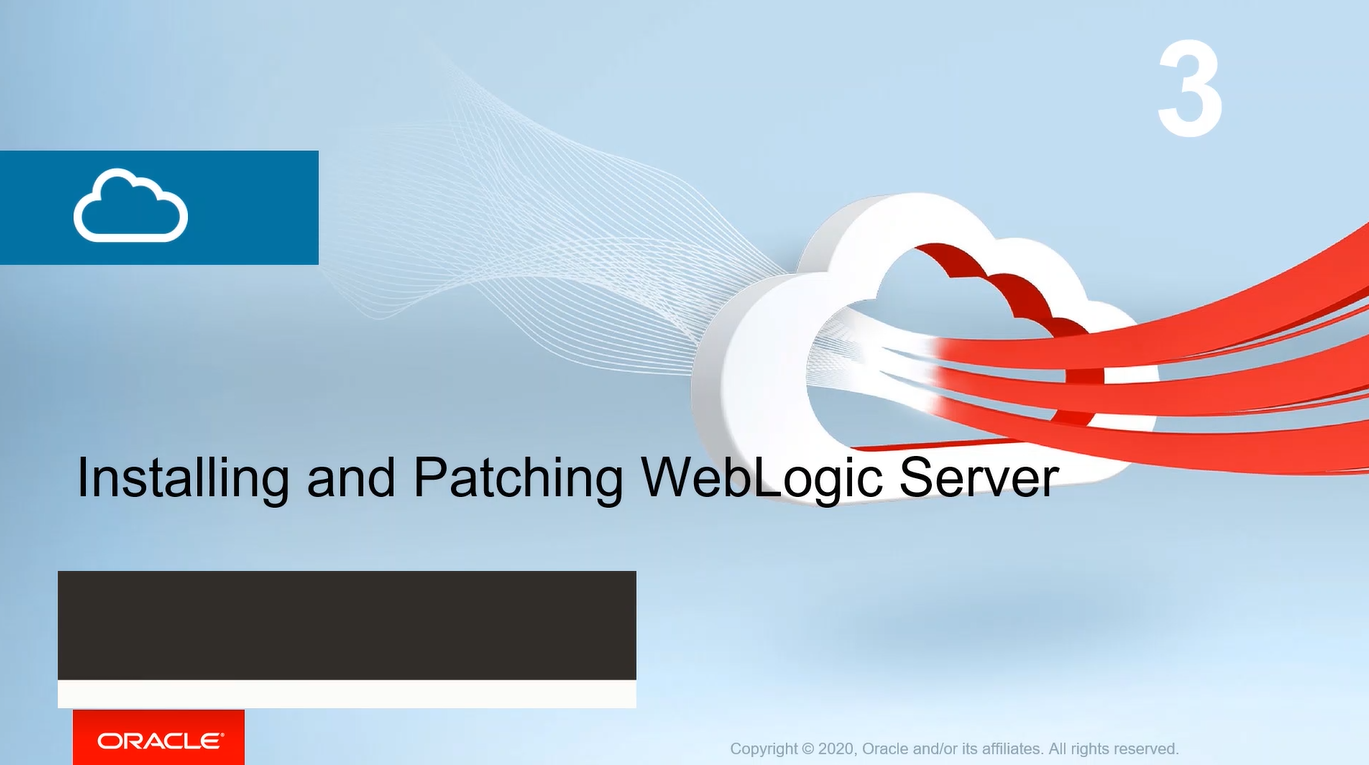 3
Installing and Patching WebLogic Server
ORACLE®
Copyright © 2020, Oracle and/or its affiliates. All rights reserved.